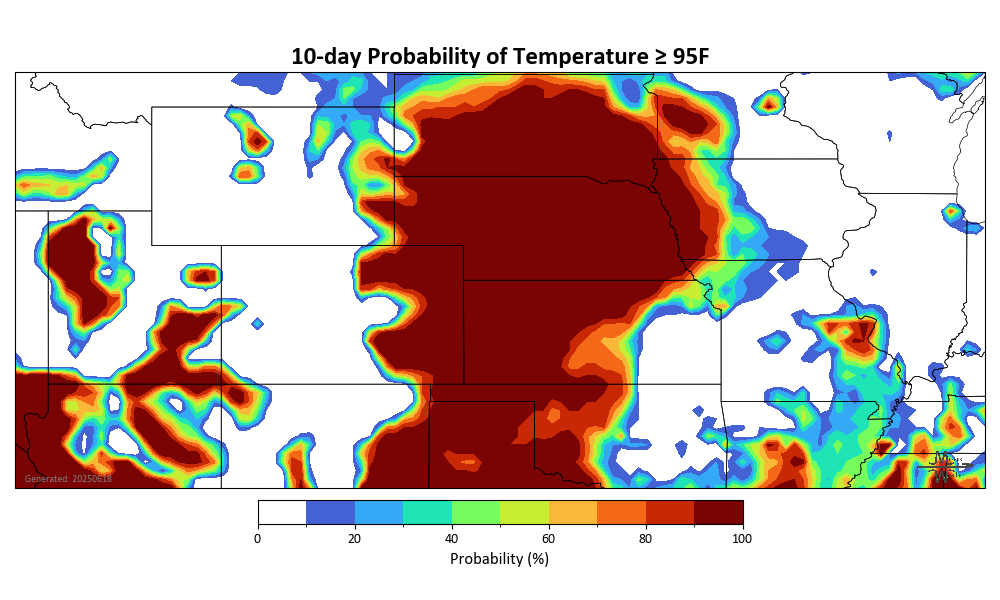 10-day Probability of Temperature ≥ 95F
Generated: 20250618
0 20 40 60 80 100
Probability (%)